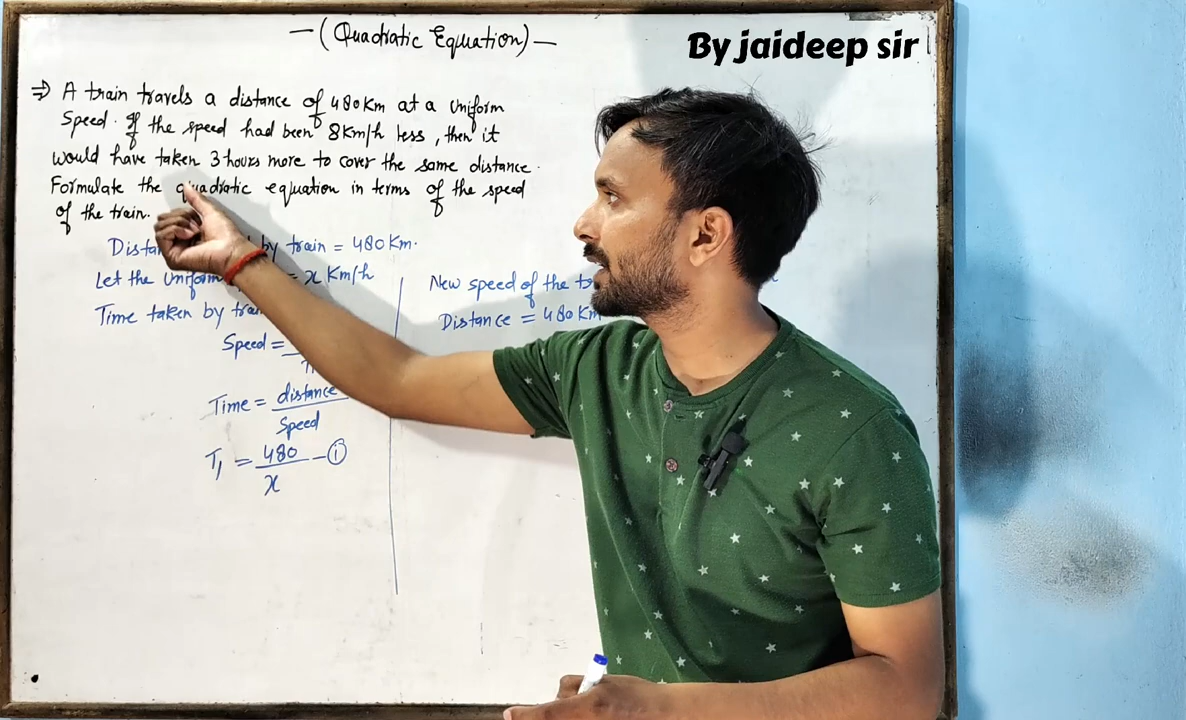 —( Quadratic Equation)—
By jaideep sir
⇒ A train travels a distance of 480 Km at a uniform
Speed. If the speed had been 8 Km/h less, then it
would have taken 3 hours more to cover the same distance.
Formulate the quadratic equation in terms of the speed
of the train.
by train = 480 Km.
Let the = x Km/h
Time taken by
Speed =
Time = distance
Speed
T₁ = 480 —①
x
New speed of the
Distance = 480 Km